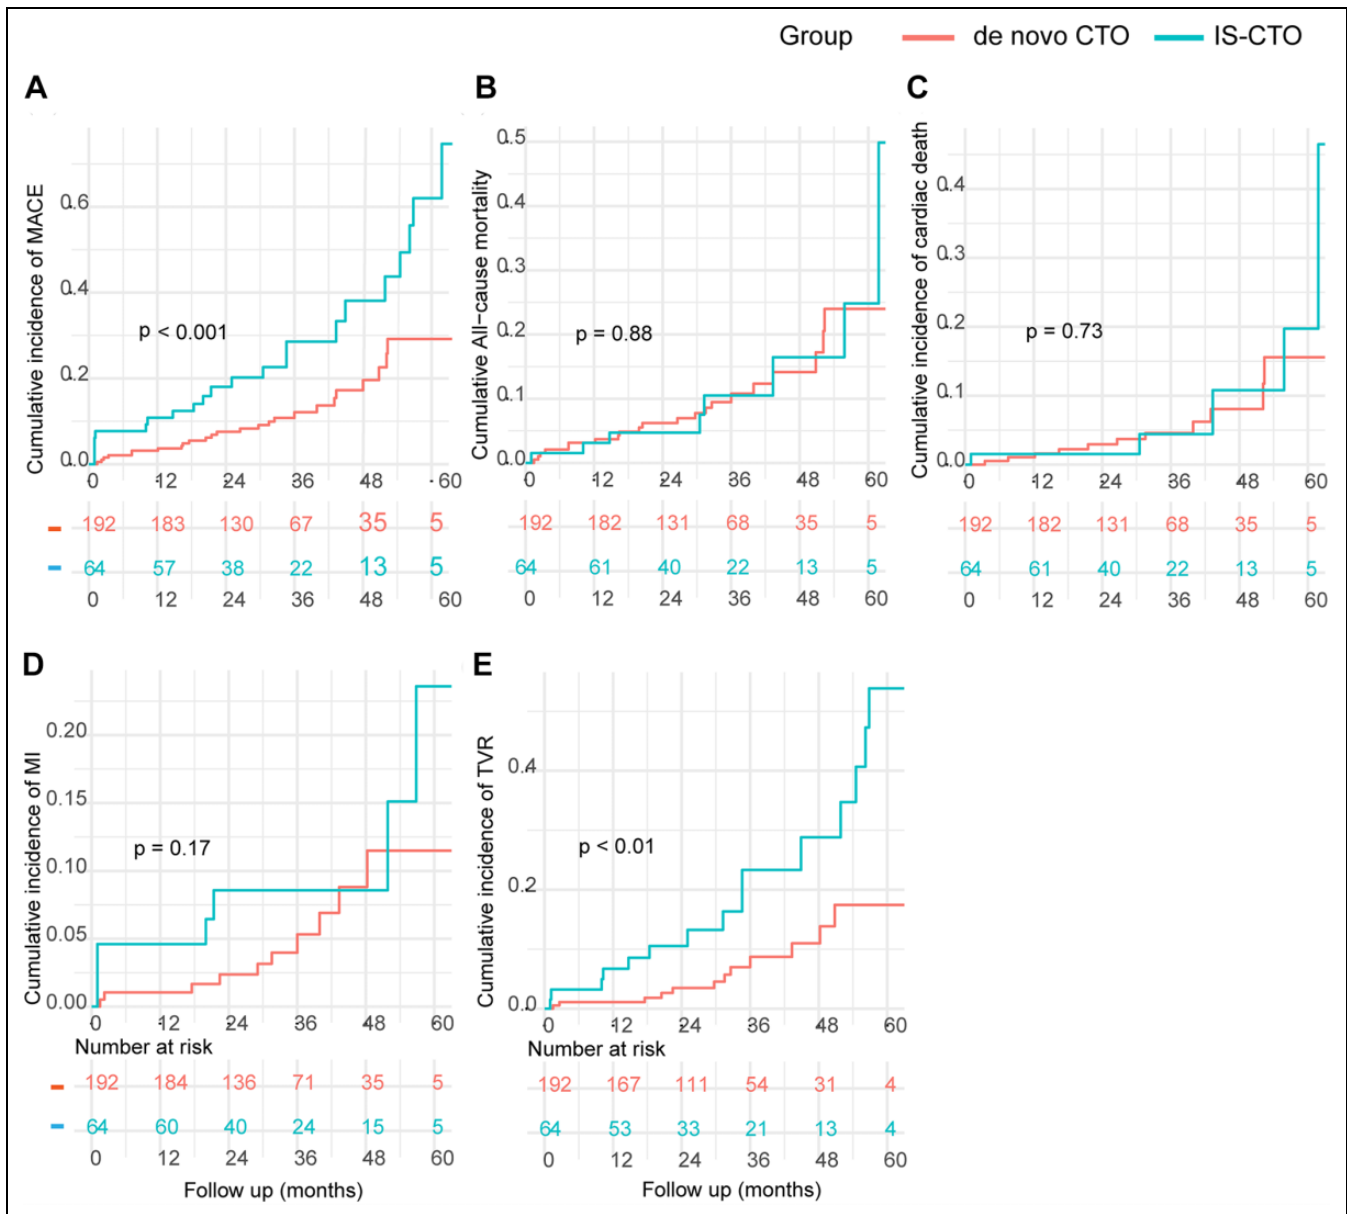 Group de novo CTO IS-CTO
A
Cumulative incidence of MACE
0.6
0.4
0.2
0.0
p < 0.001
0 12 24 36 48 60
192 183 130 67 35 5
64 57 38 22 13 5
0 12 24 36 48 60
B
Cumulative All-cause mortality
0.5
0.4
0.3
0.2
0.1
0.0
p = 0.88
0 12 24 36 48 60
192 182 131 68 35 5
64 61 40 22 13 5
0 12 24 36 48 60
C
Cumulative incidence of cardiac death
0.4
0.3
0.2
0.1
0.0
p = 0.73
0 12 24 36 48 60
192 182 131 68 35 5
64 61 40 22 13 5
0 12 24 36 48 60
D
Cumulative incidence of MI
0.20
0.15
0.10
0.05
0.00
p = 0.17
0 12 24 36 48 60
Number at risk
192 184 136 71 35 5
64 60 40 24 15 5
0 12 24 36 48 60
Follow up (months)
E
Cumulative incidence of TVR
0.4
0.2
0.0
p < 0.01
0 12 24 36 48 60
Number at risk
192 167 111 54 31 4
64 53 33 21 13 4
0 12 24 36 48 60
Follow up (months)